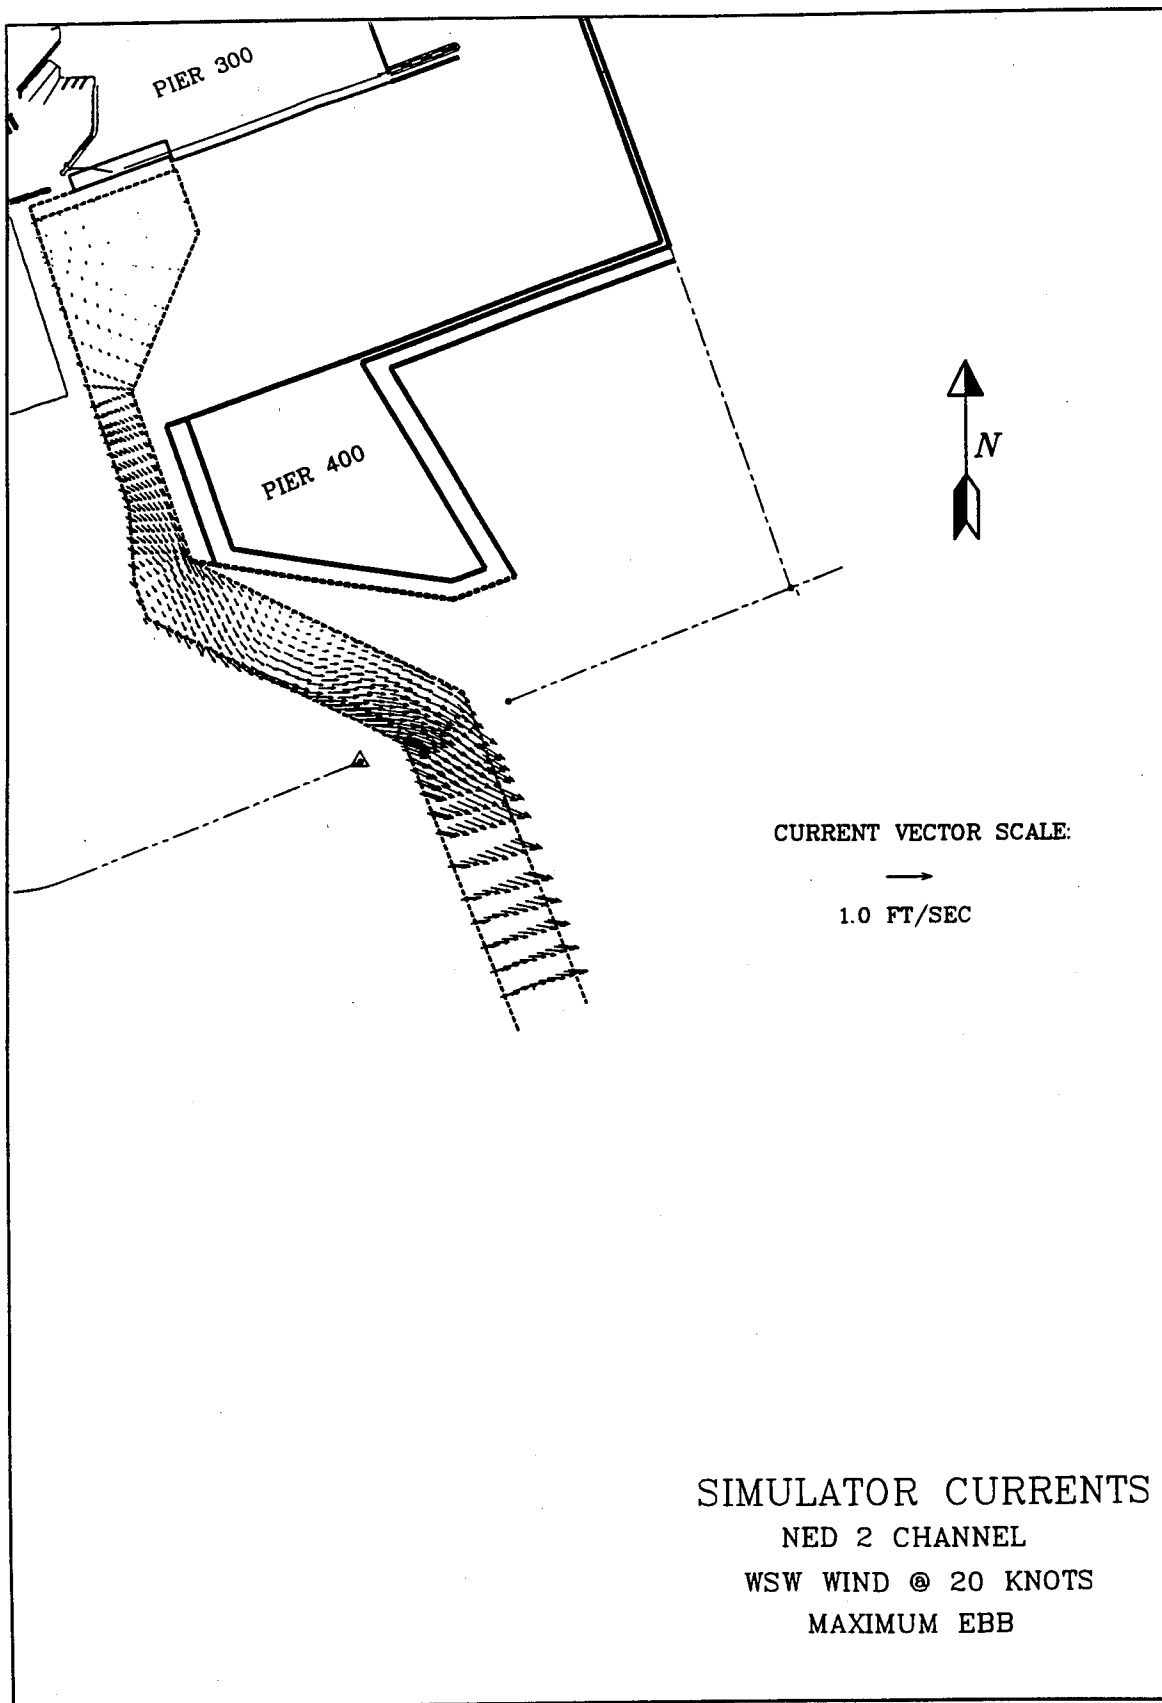 PIER 300
PIER 400
N
CURRENT VECTOR SCALE:
1.0 FT/SEC
SIMULATOR CURRENTS
NED 2 CHANNEL
WSW WIND @ 20 KNOTS
MAXIMUM EBB